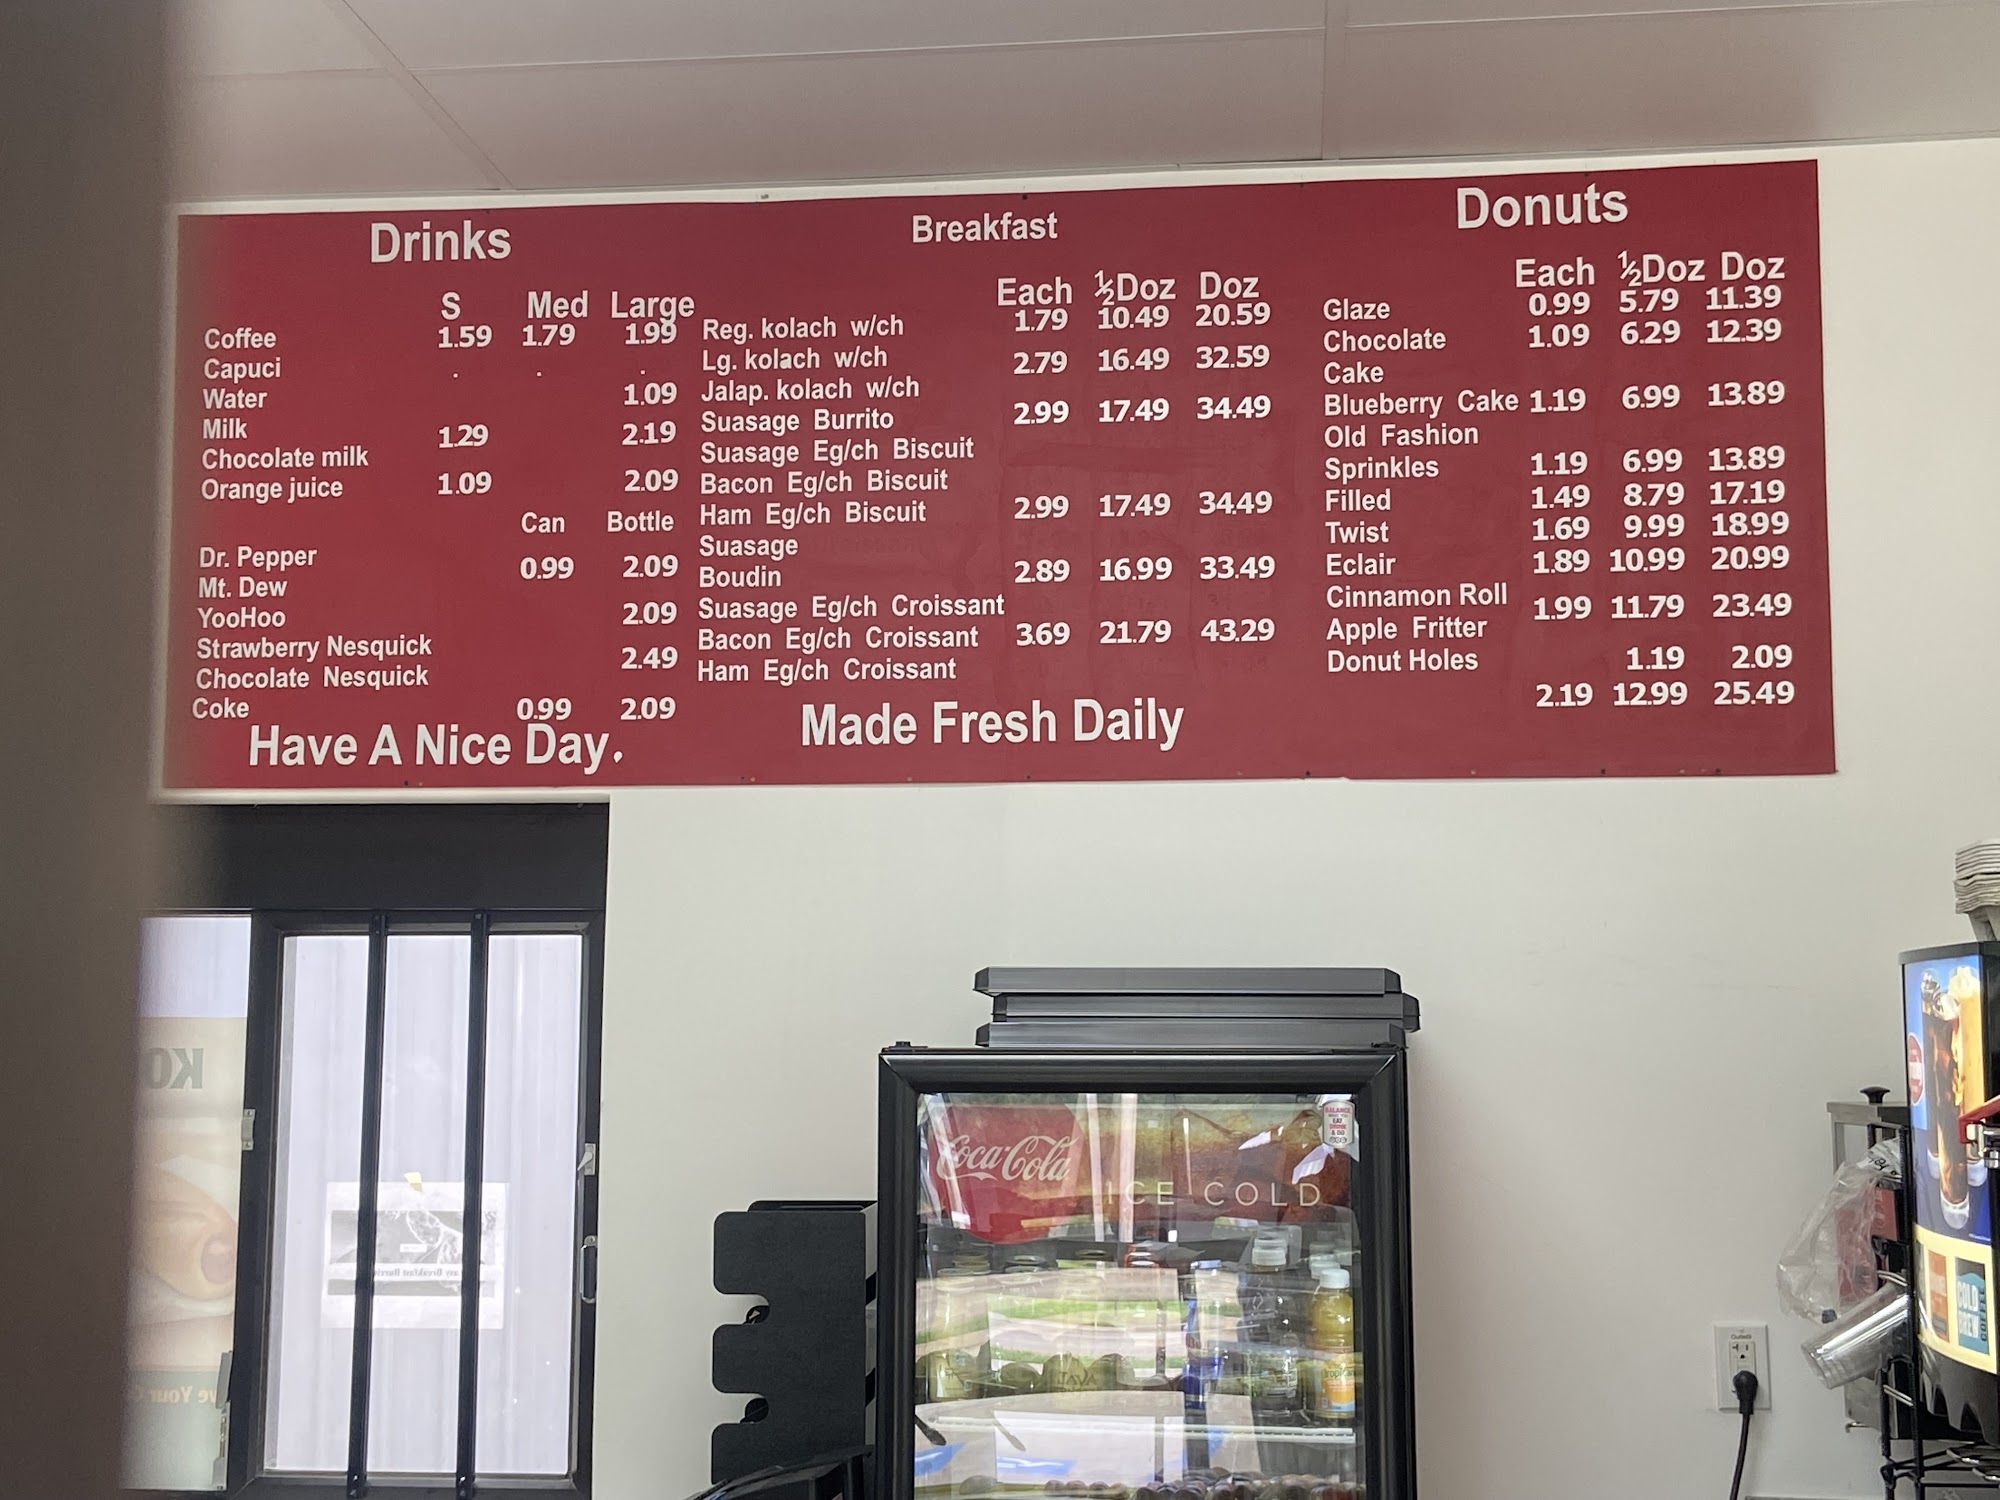 Drinks
S Med Large
Coffee 1.59 1.79 1.99
Capuci . . .
Water 1.09
Milk
1.29 2.19
Chocolate milk
Orange juice 1.09 2.09
Can Bottle
Dr. Pepper
0.99 2.09
Mt. Dew
YooHoo 2.09
Strawberry Nesquick
2.49
Chocolate Nesquick
Coke 0.99 2.09
Have A Nice Day.
Breakfast
Each ½Doz Doz
Reg. kolach w/ch 1.79 10.49 20.59
Lg. kolach w/ch 2.79 16.49 32.59
Jalap. kolach w/ch
Suasage Burrito 2.99 17.49 34.49
Suasage Eg/ch Biscuit
Bacon Eg/ch Biscuit
Ham Eg/ch Biscuit 2.99 17.49 34.49
Suasage
Boudin 2.89 16.99 33.49
Suasage Eg/ch Croissant
Bacon Eg/ch Croissant 3.69 21.79 43.29
Ham Eg/ch Croissant
Made Fresh Daily
Donuts
Each ½Doz Doz
Glaze 0.99 5.79 11.39
Chocolate 1.09 6.29 12.39
Cake
Blueberry Cake 1.19 6.99 13.89
Old Fashion
Sprinkles 1.19 6.99 13.89
Filled 1.49 8.79 17.19
Twist 1.69 9.99 18.99
Eclair 1.89 10.99 20.99
Cinnamon Roll
1.99 11.79 23.49
Apple Fritter
Donut Holes 1.19 2.09
2.19 12.99 25.49
Coca-Cola
ICE COLD
BALANCE
WHAT YOU
EAT
DRINK
& DO
COLD
BREW
COFFEE